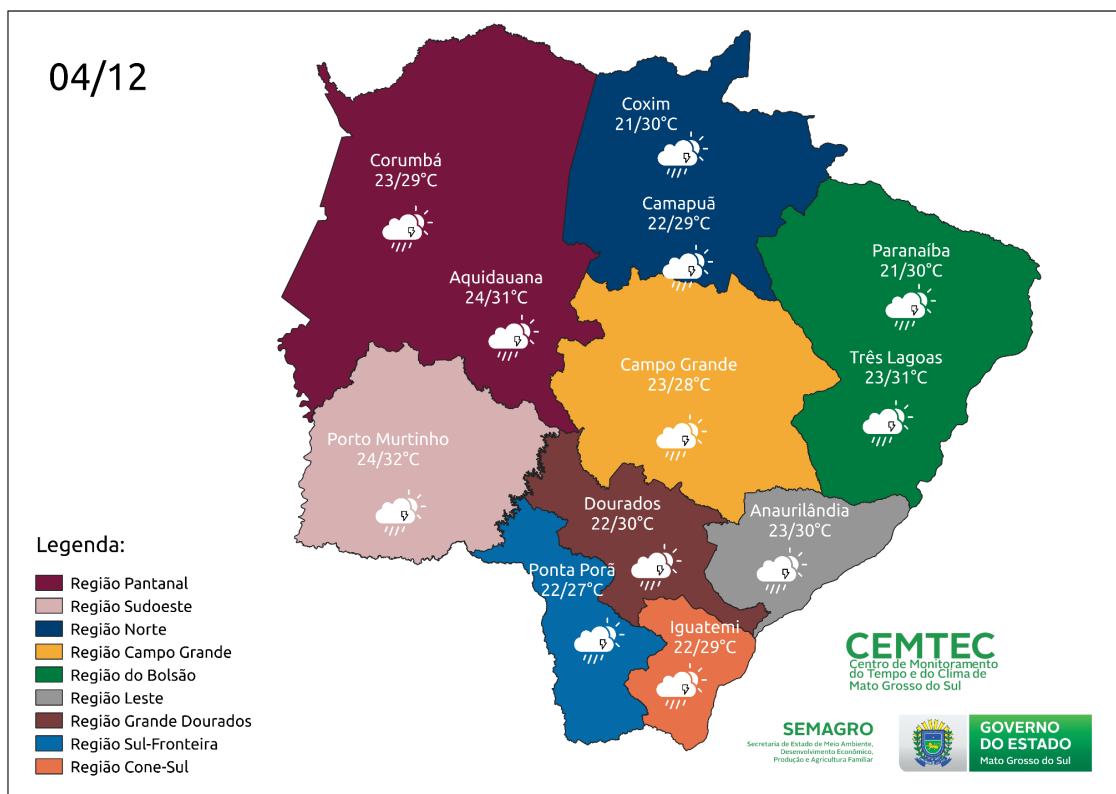 04/12
Coxim
21/30°C
Corumbá
23/29°C
Camapuã
22/29°C
Paranaíba
21/30°C
Aquidauana
24/31°C
Campo Grande
23/28°C
Três Lagoas
23/31°C
Porto Murtinho
24/32°C
Dourados
22/30°C
Anaurilândia
23/30°C
Ponta Porã
22/27°C
Iguatemi
22/29°C
Legenda:
Região Pantanal
Região Sudoeste
Região Norte
Região Campo Grande
Região do Bolsão
Região Leste
Região Grande Dourados
Região Sul-Fronteira
Região Cone-Sul
CEMTEC
Centro de Monitoramento
do Tempo e do Clima de
Mato Grosso do Sul
SEMAGRO
Secretaria de Estado de Meio Ambiente,
Desenvolvimento Econômico,
Produção e Agricultura Familiar
GOVERNO
DO ESTADO
Mato Grosso do Sul